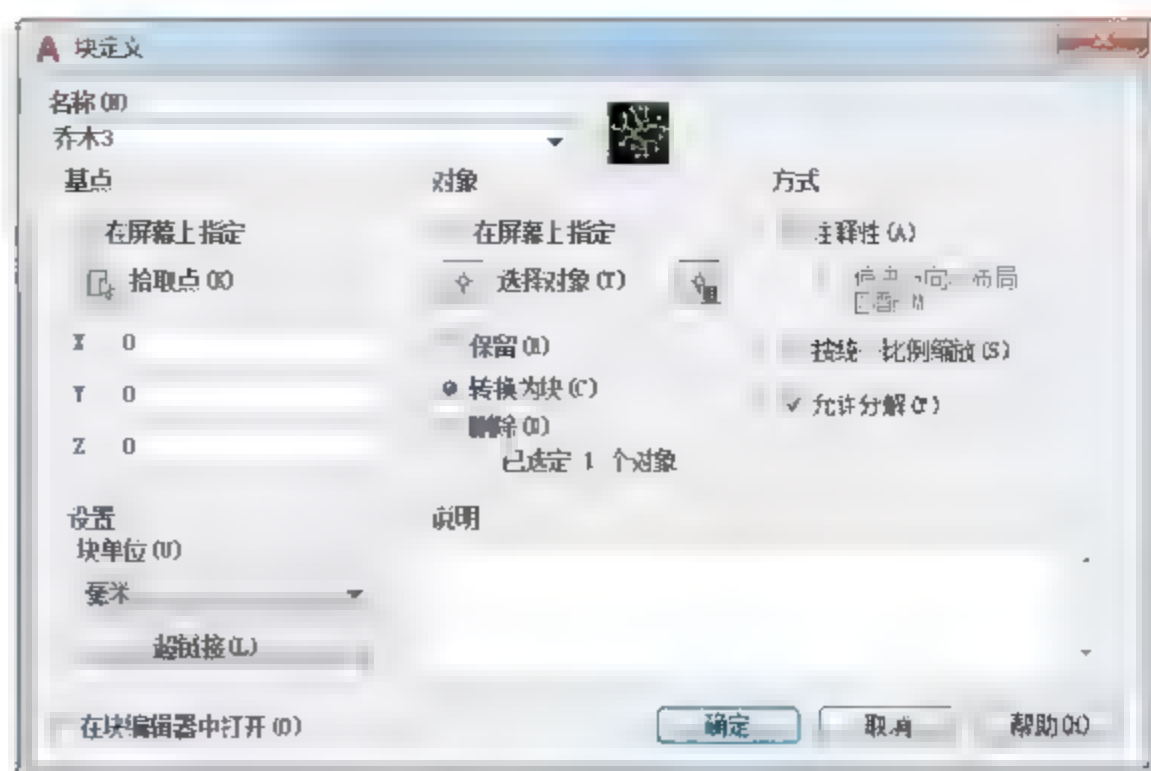 块定义
名称(N)
乔木3
基点
在屏幕上指定
拾取点(K)
X 0
Y 0
Z 0
对象
在屏幕上指定
选择对象(T)
保留(R)
转换为块(C)
删除(D)
已选定 1 个对象
方式
注释性(A)
布局
按统一比例缩放(S)
允许分解(P)
设置
块单位(U)
毫米
超链接(L)
说明
在块编辑器中打开(O)
确定
取消
帮助(H)